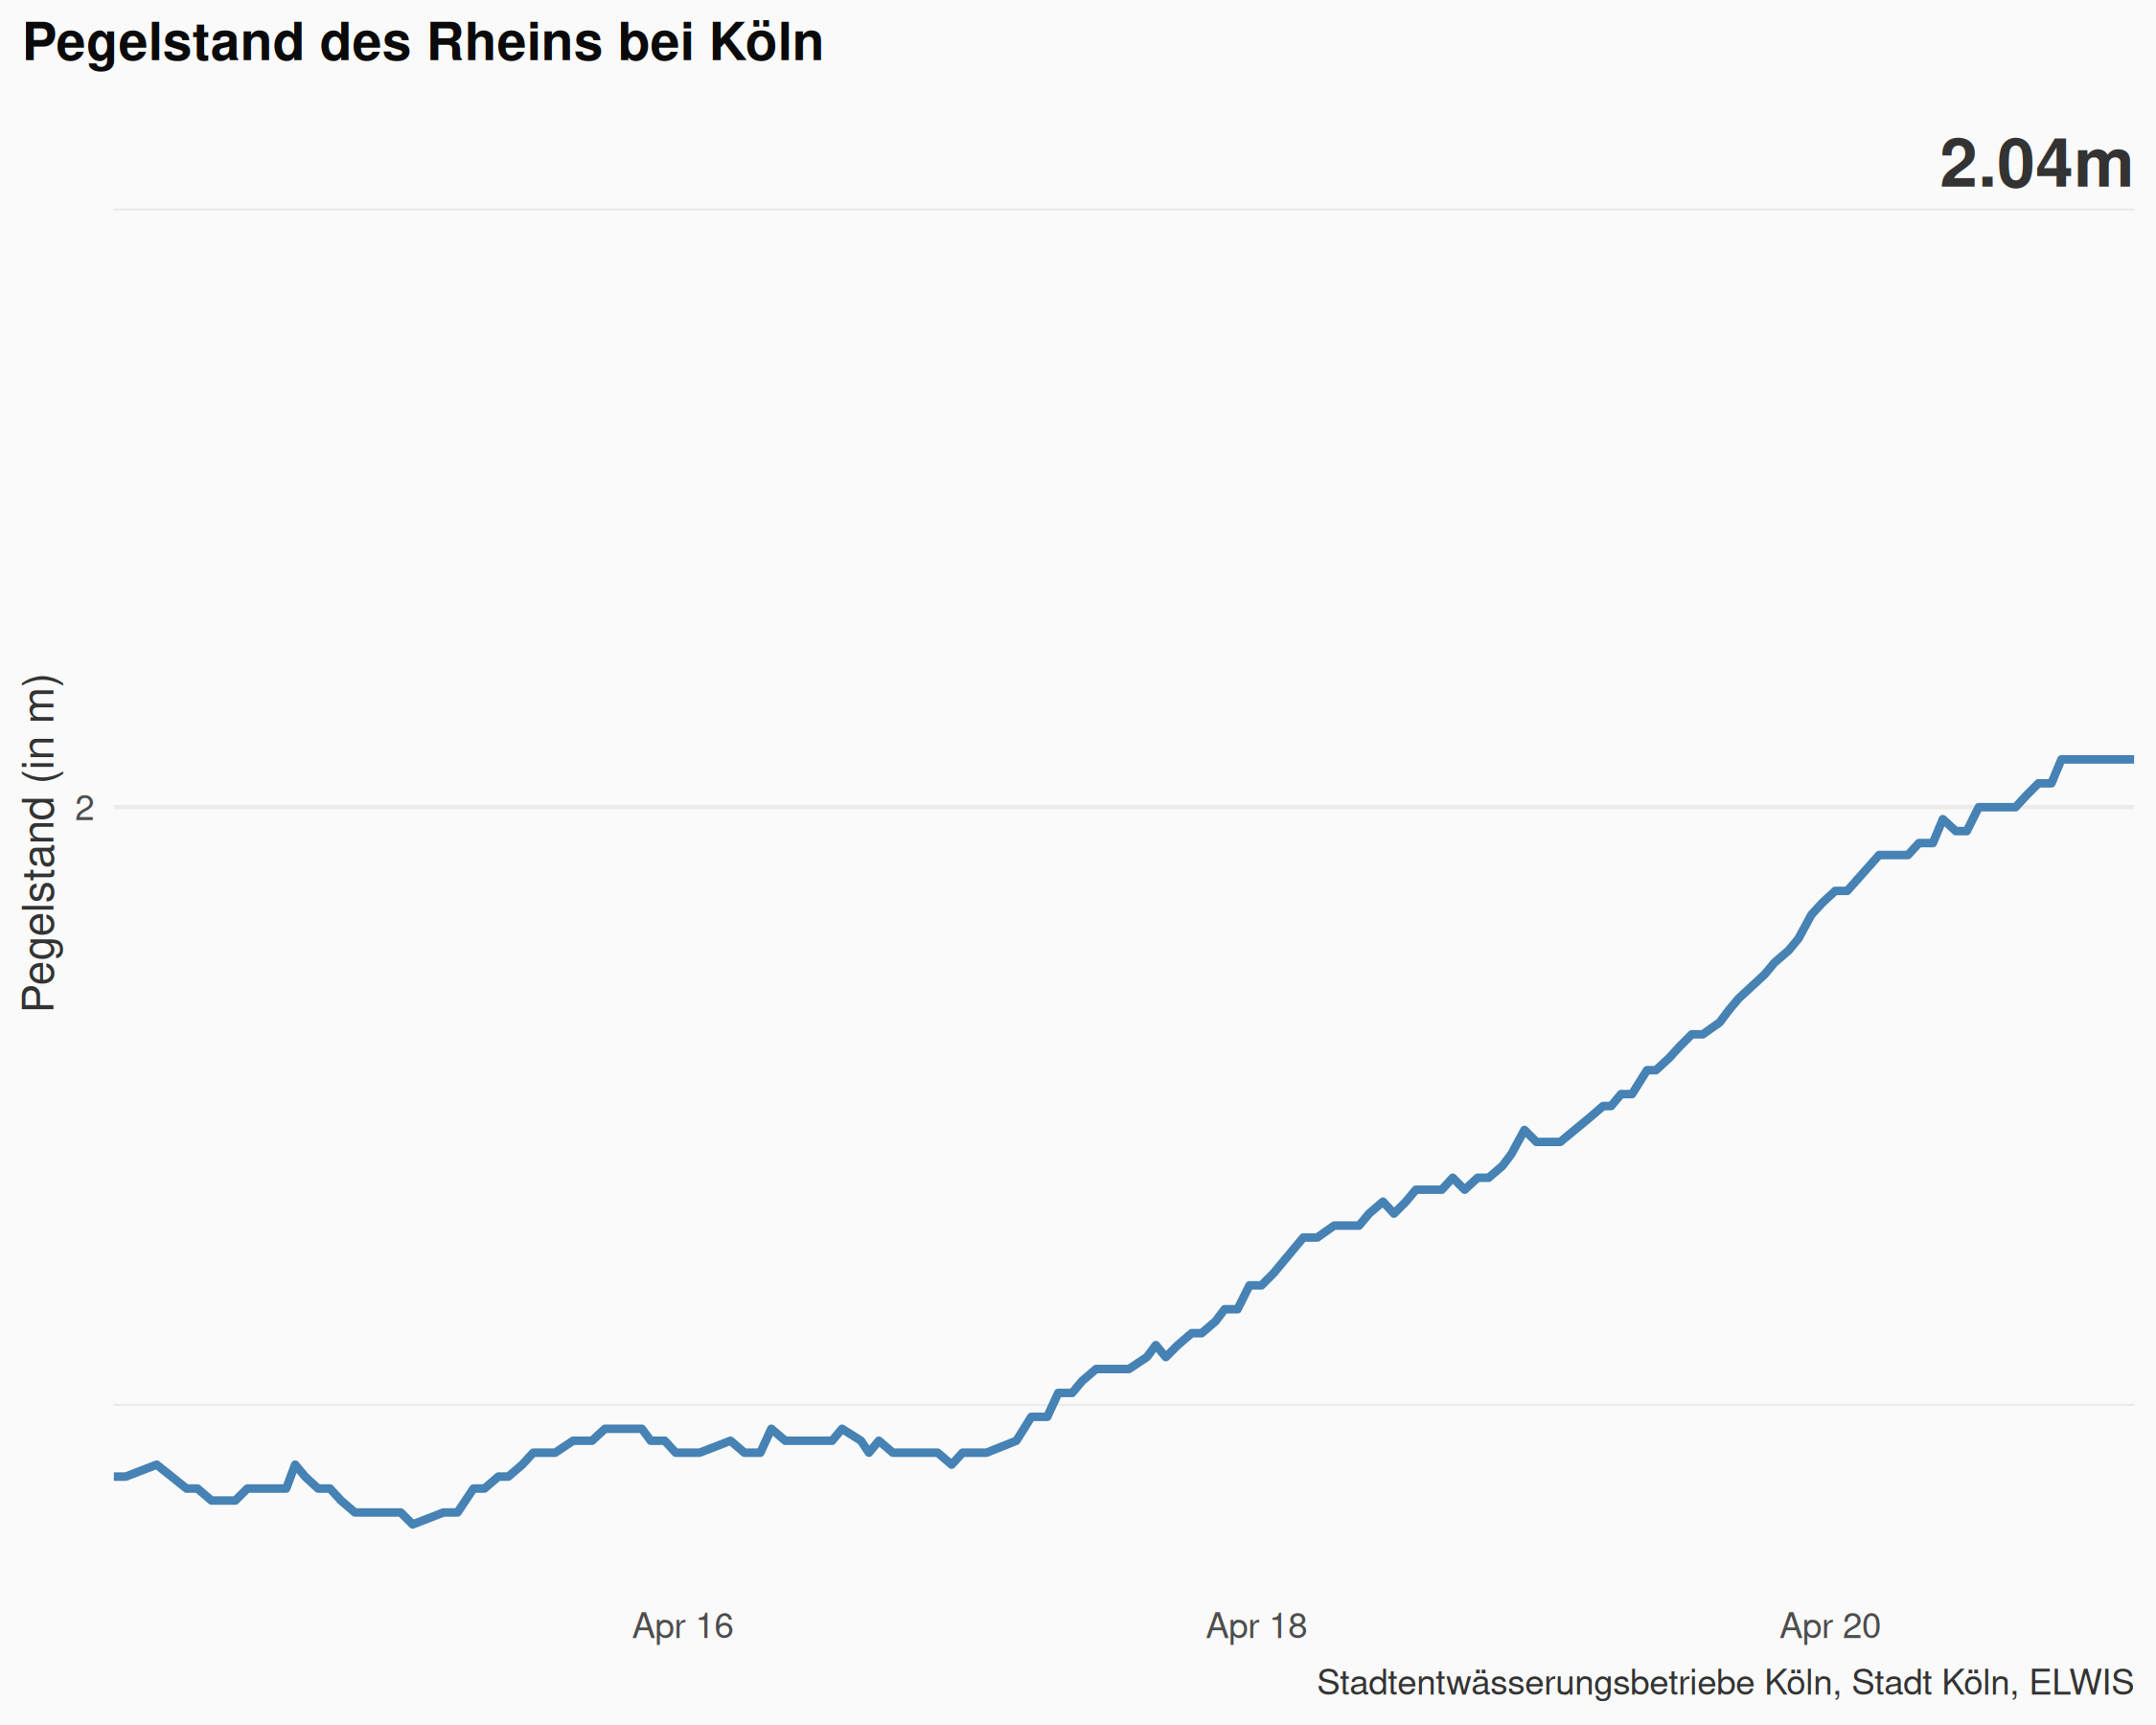 Pegelstand des Rheins bei Köln
2.04m
Pegelstand (in m)
2
Apr 16
Apr 18
Apr 20
Stadtentwässerungsbetriebe Köln, Stadt Köln, ELWIS